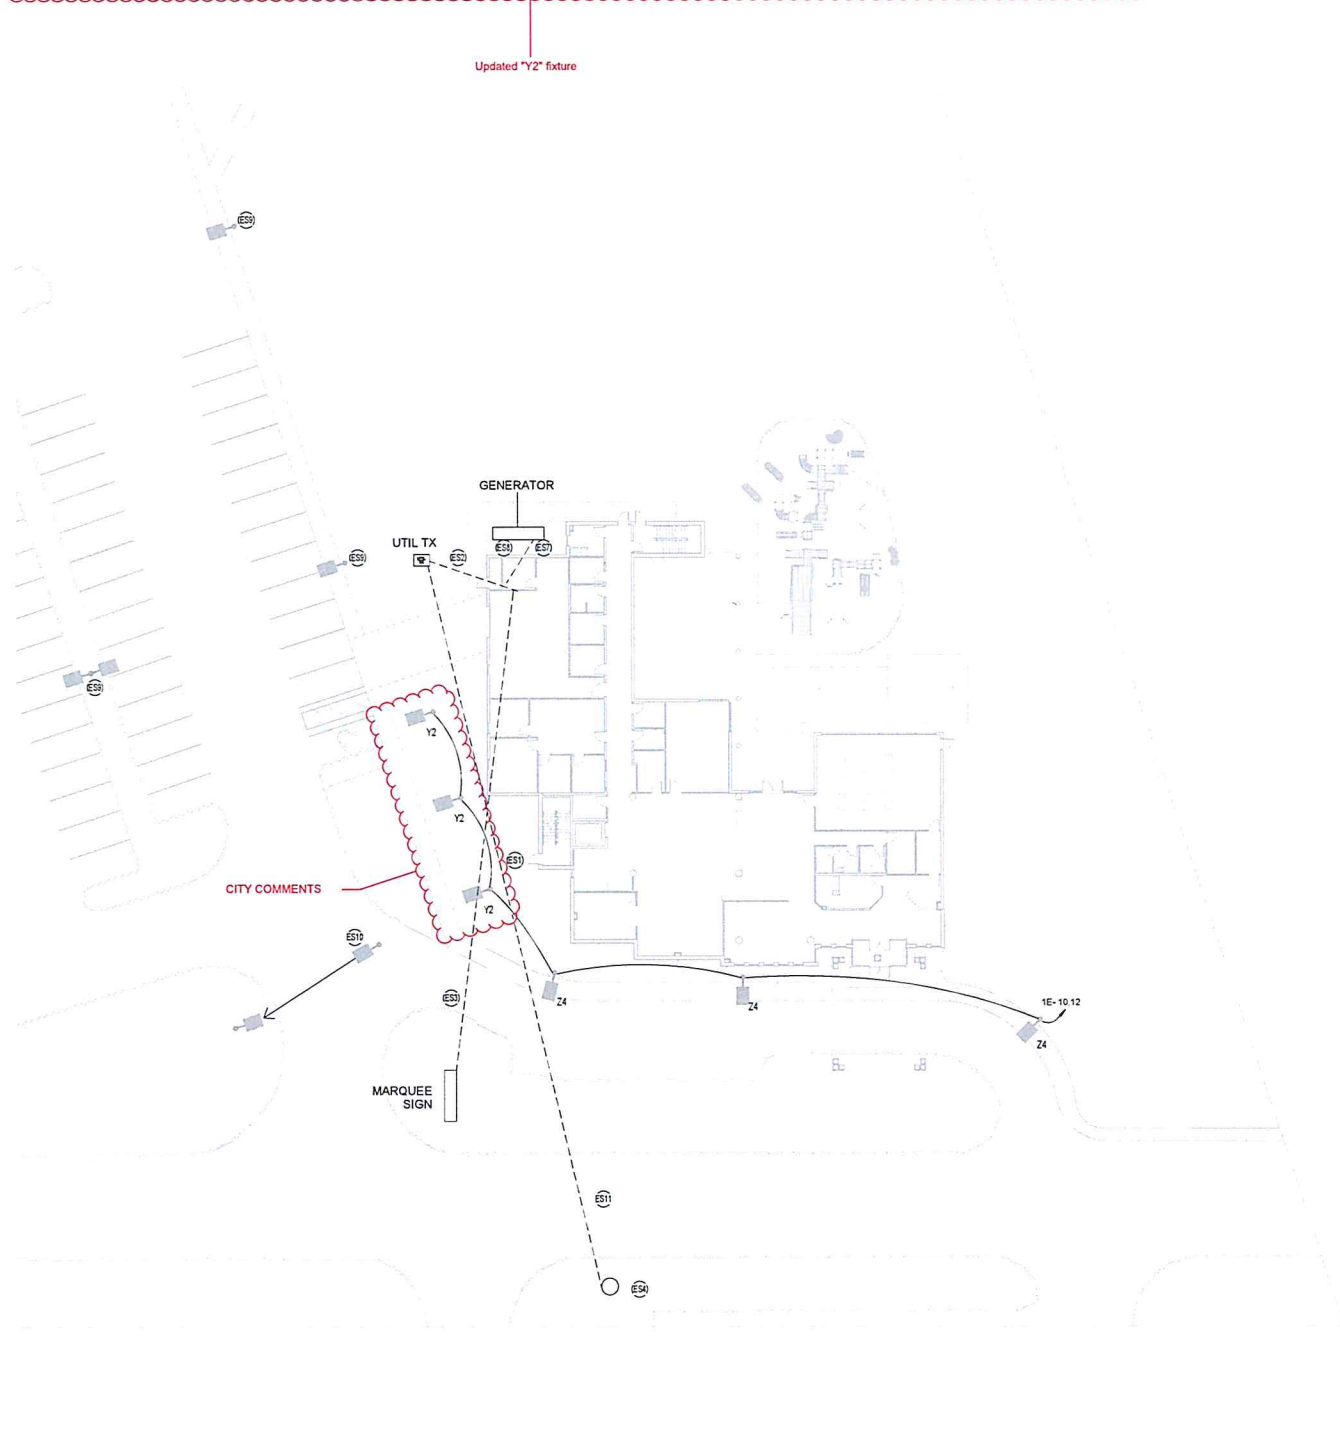 Updated "Y2" fixture
ES9
GENERATOR
UTIL TX
ES2
ES8
ES7
ES9
ES9
Y2
Y2
ES1
CITY COMMENTS
Y2
ES10
ES3
Z4
Z4
1E-10.12
Z4
MARQUEE
SIGN
ES11
ES4